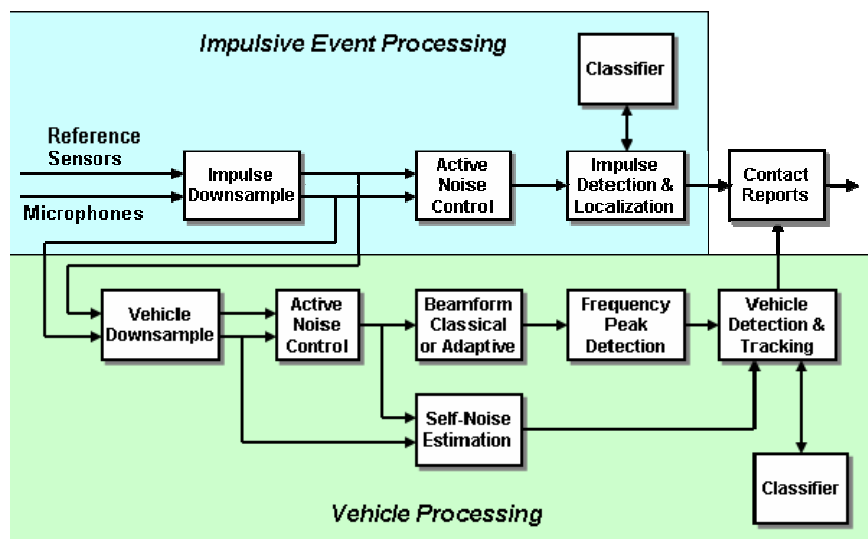 Impulsive Event Processing
Classifier
Reference
Sensors
Microphones
Impulse
Downsample
Active
Noise
Control
Impulse
Detection &
Localization
Contact
Reports
Vehicle
Downsample
Active
Noise
Control
Beamform
Classical
or Adaptive
Frequency
Peak
Detection
Vehicle
Detection &
Tracking
Self-Noise
Estimation
Classifier
Vehicle Processing